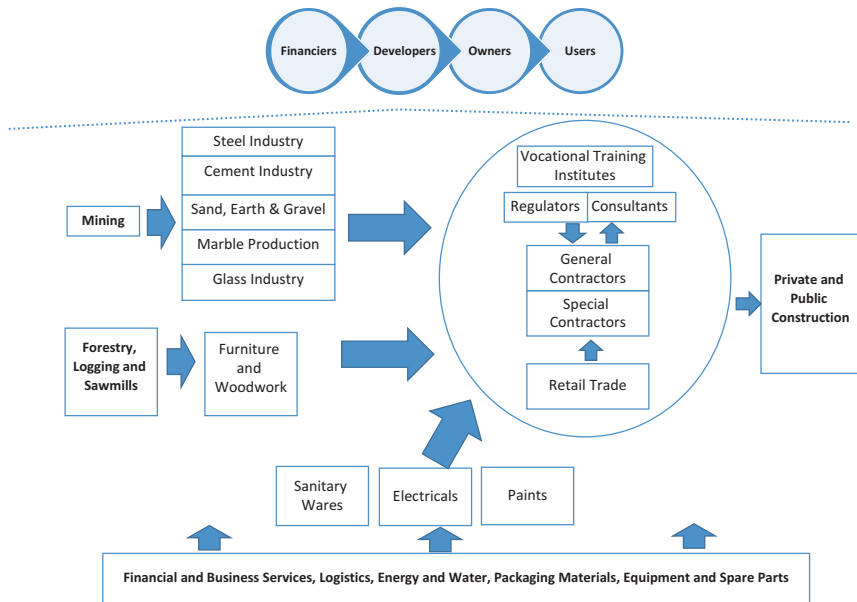 Financiers
Developers
Owners
Users
Steel Industry
Cement Industry
Sand, Earth & Gravel
Marble Production
Glass Industry
Mining
Vocational Training
Institutes
Regulators
Consultants
General
Contractors
Special
Contractors
Retail Trade
Private and
Public
Construction
Forestry,
Logging and
Sawmills
Furniture
and
Woodwork
Sanitary
Wares
Electricals
Paints
Financial and Business Services, Logistics, Energy and Water, Packaging Materials, Equipment and Spare Parts